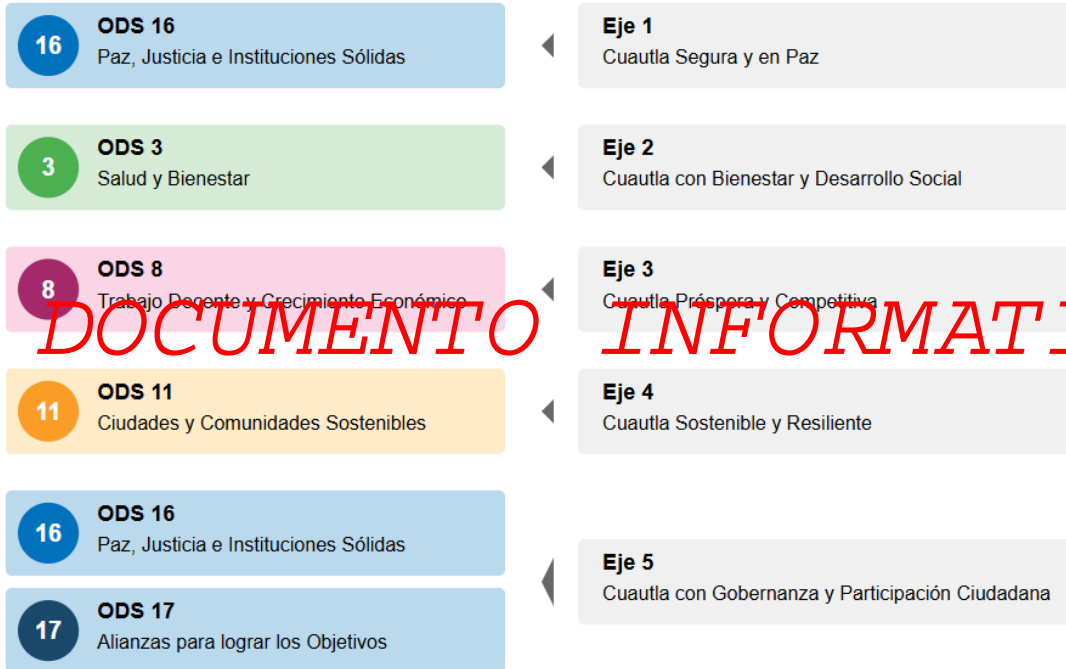 16
ODS 16
Paz, Justicia e Instituciones Sólidas
Eje 1
Cuautla Segura y en Paz
3
ODS 3
Salud y Bienestar
Eje 2
Cuautla con Bienestar y Desarrollo Social
8
ODS 8
Trabajo Decente y Crecimiento Económico
Eje 3
Cuautla Próspera y Competitiva
DOCUMENTO INFORMATI
11
ODS 11
Ciudades y Comunidades Sostenibles
Eje 4
Cuautla Sostenible y Resiliente
16
ODS 16
Paz, Justicia e Instituciones Sólidas
17
ODS 17
Alianzas para lograr los Objetivos
Eje 5
Cuautla con Gobernanza y Participación Ciudadana